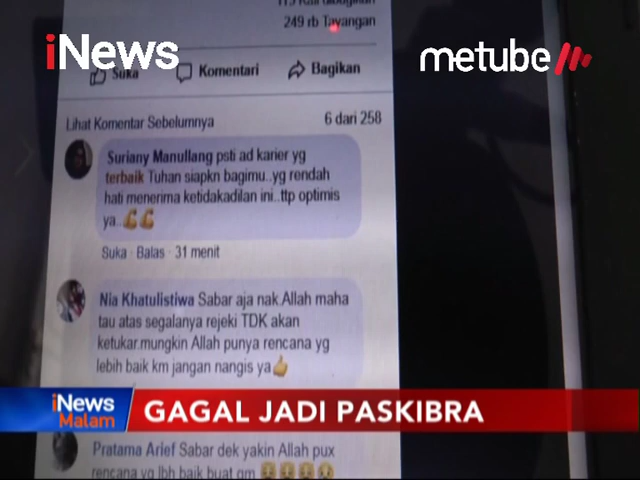 249 rb Tayangan
iNews
metube
Suka Komentari Bagikan
Lihat Komentar Sebelumnya 6 dari 258
Suriany Manullang psti ad karier yg
terbaik Tuhan siapkn bagimu..yg rendah
hati menerima ketidakadilan ini..ttp optimis
ya..💪💪
Suka · Balas · 31 menit
Nia Khatulistiwa Sabar aja nak.Allah maha
tau atas segalanya rejeki TDK akan
ketukar.mungkin Allah punya rencana yg
lebih baik km jangan nangis ya👍
iNews
Malam
GAGAL JADI PASKIBRA
Pratama Arief Sabar dek yakin Allah pux
rencana yg lbh baik buat qm